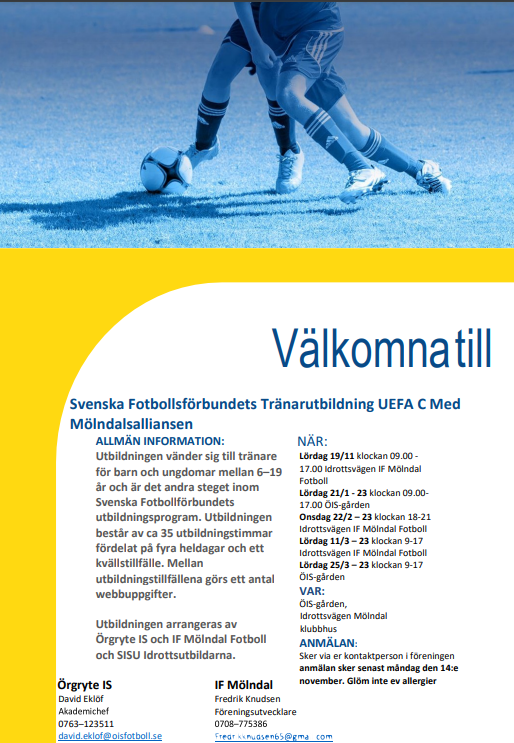 Välkomna till
Svenska Fotbollsförbundets Tränarutbildning UEFA C Med
Mölndalsalliansen
ALLMÄN INFORMATION:
Utbildningen vänder sig till tränare
för barn och ungdomar mellan 6–19
år och är det andra steget inom
Svenska Fotbollförbundets
utbildningsprogram. Utbildningen
består av ca 35 utbildningstimmar
fördelat på fyra heldagar och ett
kvällstillfälle. Mellan
utbildningstillfällena görs ett antal
webbuppgifter.
Utbildningen arrangeras av
Örgryte IS och IF Mölndal Fotboll
och SISU Idrottsutbildarna.
NÄR:
Lördag 19/11 klockan 09.00 -
17.00 Idrottsvägen IF Mölndal
Fotboll
Lördag 21/1 - 23 klockan 09.00-
17.00 ÖIS-gården
Onsdag 22/2 – 23 klockan 18-21
Idrottsvägen IF Mölndal Fotboll
Lördag 11/3 – 23 klockan 9-17
Idrottsvägen IF Mölndal Fotboll
Lördag 25/3 – 23 klockan 9-17
ÖIS-gården
VAR:
ÖIS-gården,
Idrottsvägen Mölndal
klubbhus
ANMÄLAN:
Sker via er kontaktperson i föreningen
anmälan sker senast måndag den 14:e
november. Glöm inte ev allergier
Örgryte IS
David Eklöf
Akademichef
0763–123511
david.eklof@oisfotboll.se
IF Mölndal
Fredrik Knudsen
Föreningsutvecklare
0708–775386